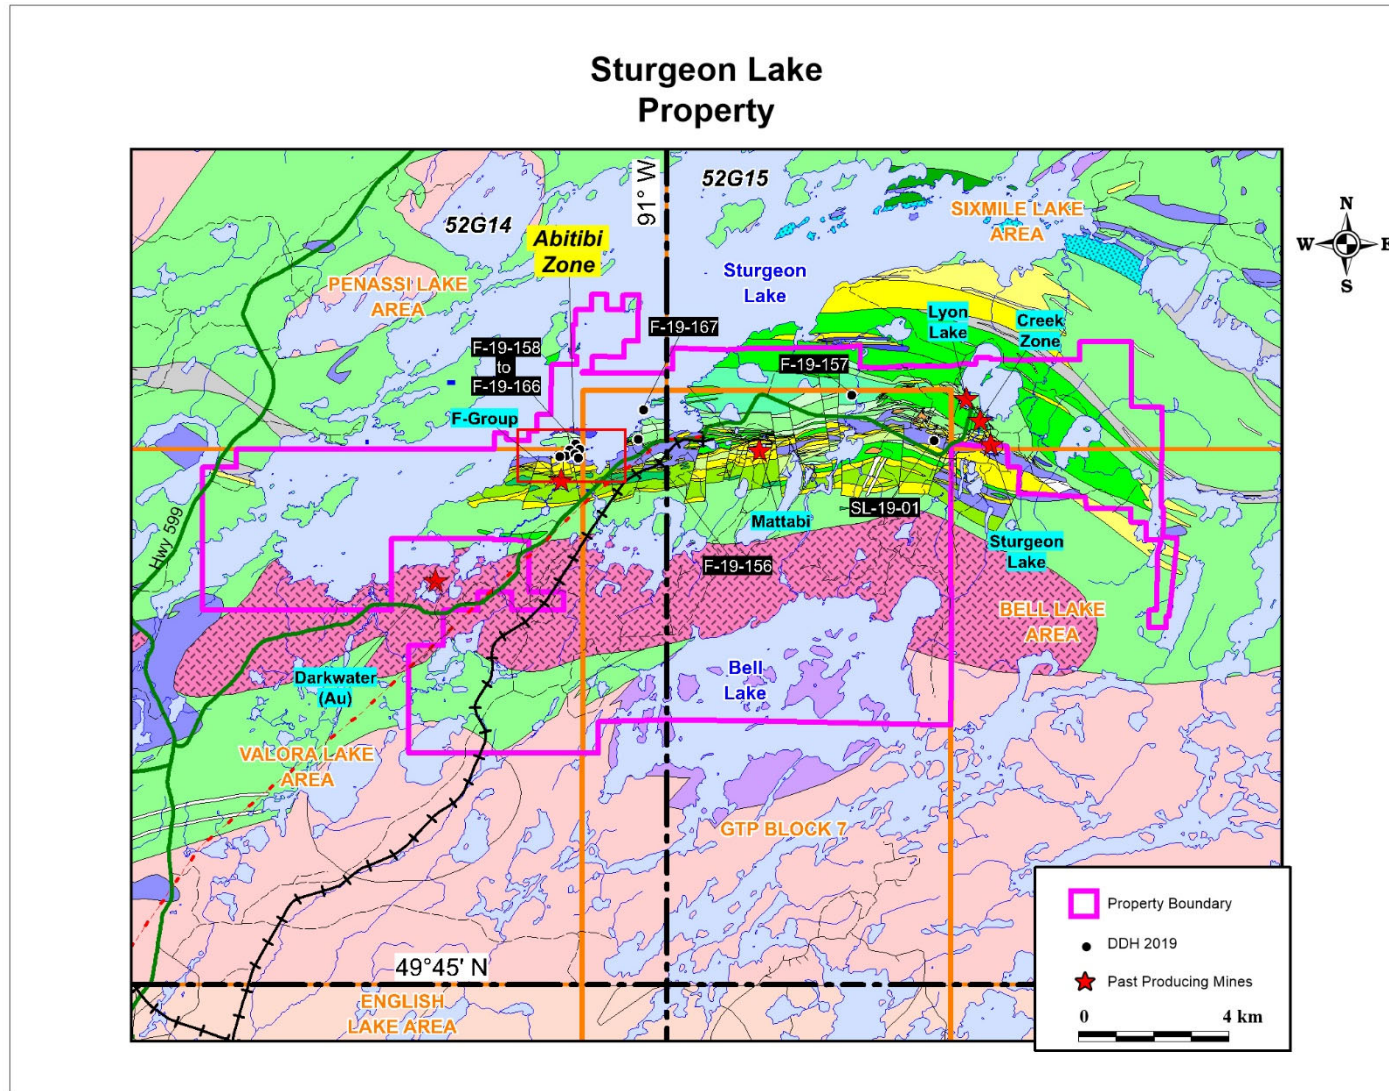 Sturgeon Lake
Property
52G14
91° W
52G15
SIXMILE LAKE
AREA
N
W
E
S
Abitibi
Zone
PENASSI LAKE
AREA
Sturgeon
Lake
Lyon
Lake
Creek
Zone
F-19-167
F-19-158
to
F-19-166
F-19-157
F-Group
Hwy 599
Mattabi
SL-19-01
Sturgeon
Lake
F-19-156
BELL LAKE
AREA
Darkwater
(Au)
Bell
Lake
VALORA LAKE
AREA
GTP BLOCK 7
49°45' N
ENGLISH
LAKE AREA
Property Boundary
DDH 2019
Past Producing Mines
0
4 km